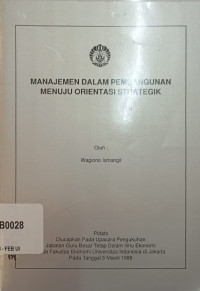 MANAJEMEN DALAM PEMBANGUNAN
MENUJU ORIENTASI STRATEGIK
Oleh :
Wagiono Ismangil
B0028
- FEB UI
Pidato
Diucapkan Pada Upacara Pengukuhan
Jabatan Guru Besar Tetap Dalam Ilmu Ekonomi
Fakultas Ekonomi Universitas Indonesia di Jakarta
Pada Tanggal 5 Maret 1988